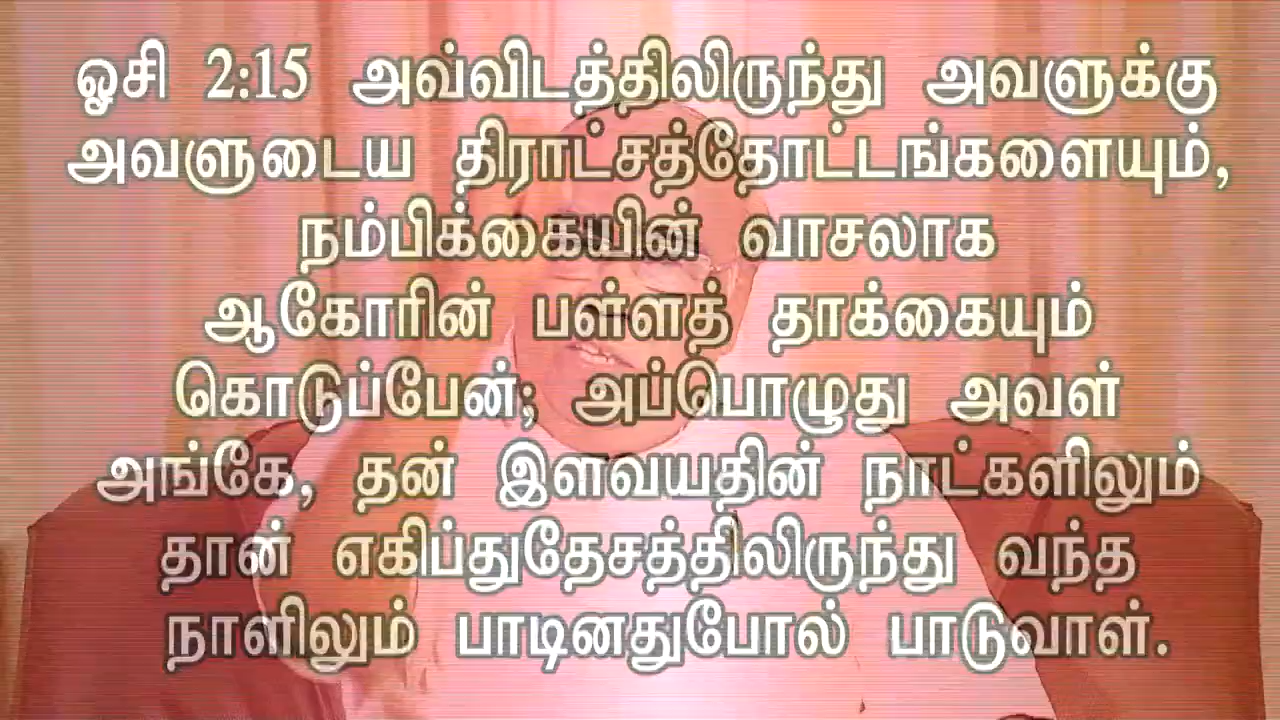 ஓசி 2:15 அவ்விடத்திலிருந்து அவளுக்கு
அவளுடைய திராட்சத்தோட்டங்களையும்,
நம்பிக்கையின் வாசலாக
ஆகோரின் பள்ளத் தாக்கையும்
கொடுப்பேன்; அப்பொழுது அவள்
அங்கே, தன் இளவயதின் நாட்களிலும்
தான் எகிப்துதேசத்திலிருந்து வந்த
நாளிலும் பாடினதுபோல் பாடுவாள்.